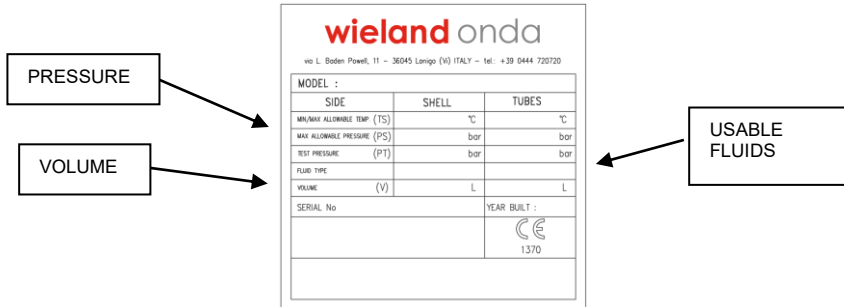 wieland onda
via L. Baden Powell, 11 – 36045 Lonigo (Vi) ITALY – tel.: +39 0444 720720
PRESSURE
VOLUME
USABLE
FLUIDS
MODEL :
SIDE SHELL TUBES
MIN/MAX ALLOWABLE TEMP. (TS) °C °C
MAX ALLOWABLE PRESSURE (PS) bar bar
TEST PRESSURE (PT) bar bar
FLUID TYPE
VOLUME (V) L L
SERIAL No YEAR BUILT :
CE
1370